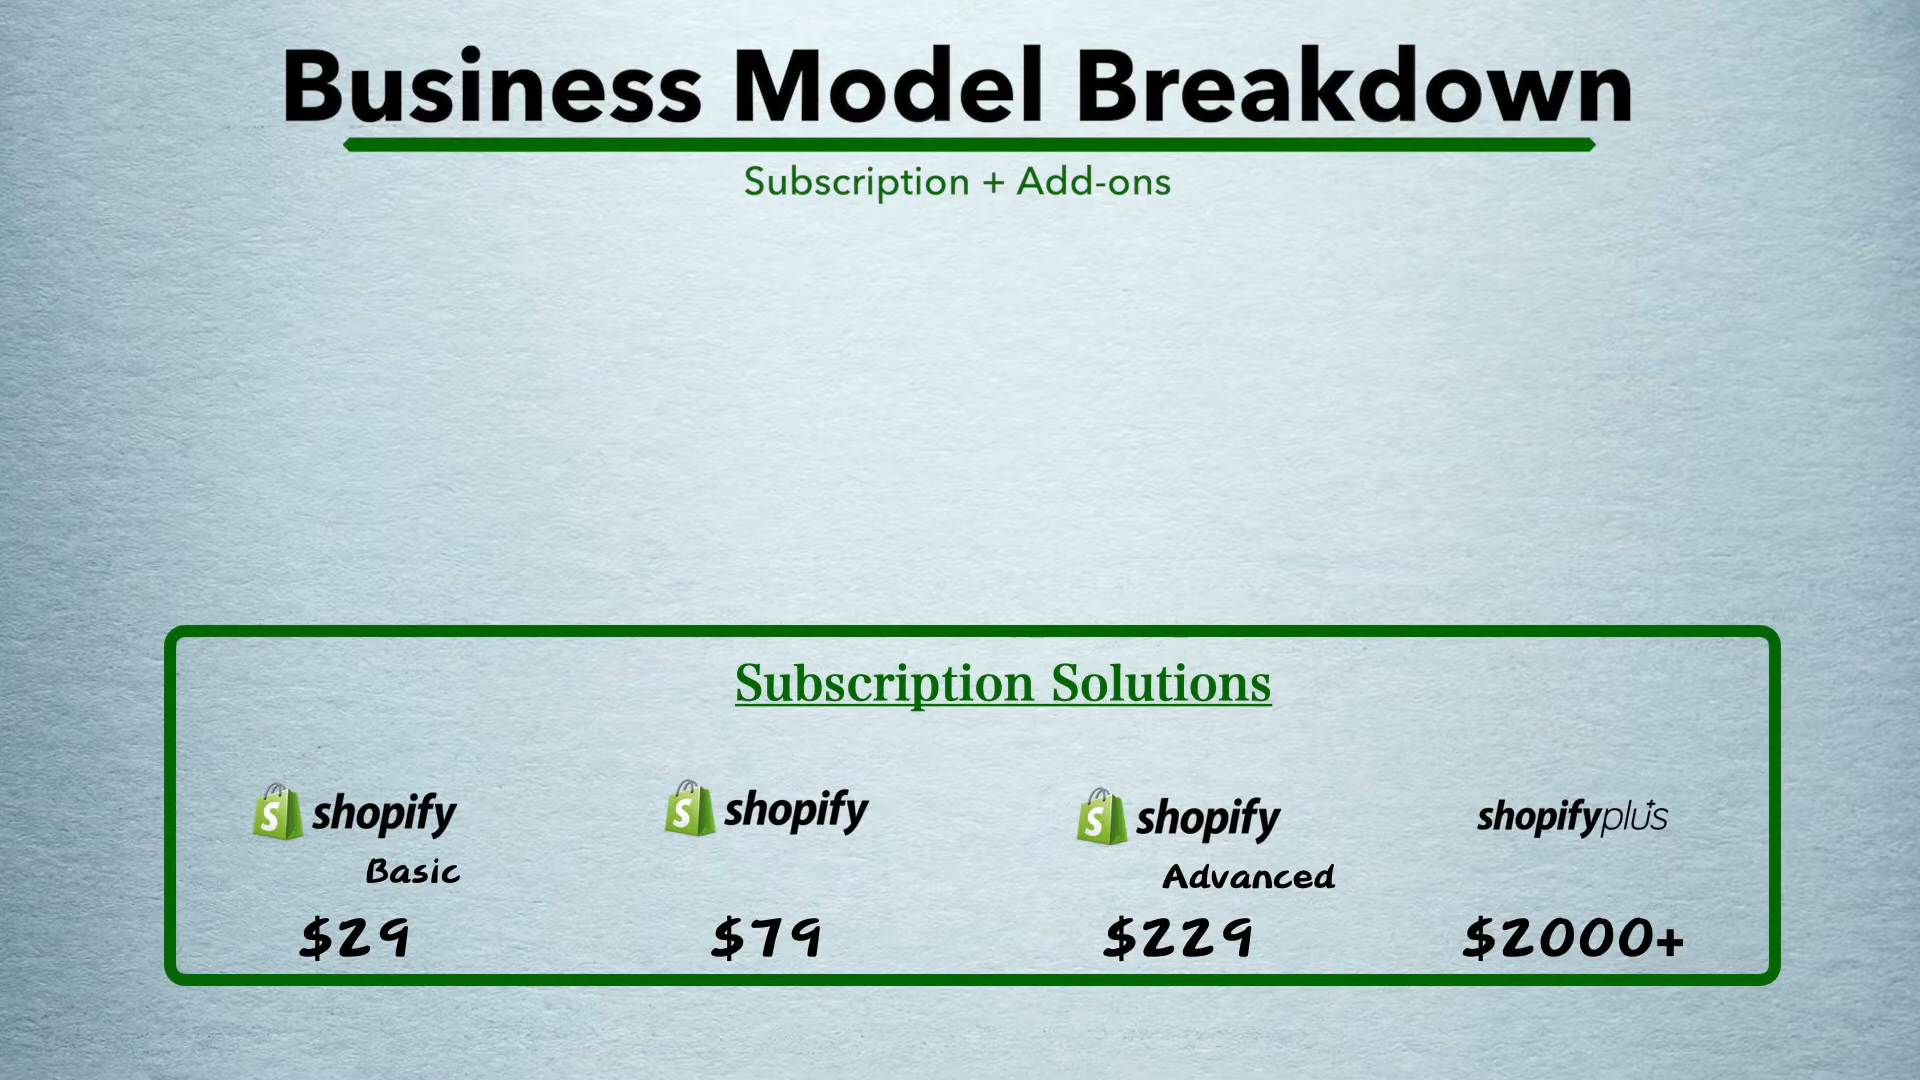 Business Model Breakdown
Subscription + Add-ons
Subscription Solutions
shopify shopify shopify shopifyplus
Basic Advanced
$29 $79 $229 $2000+